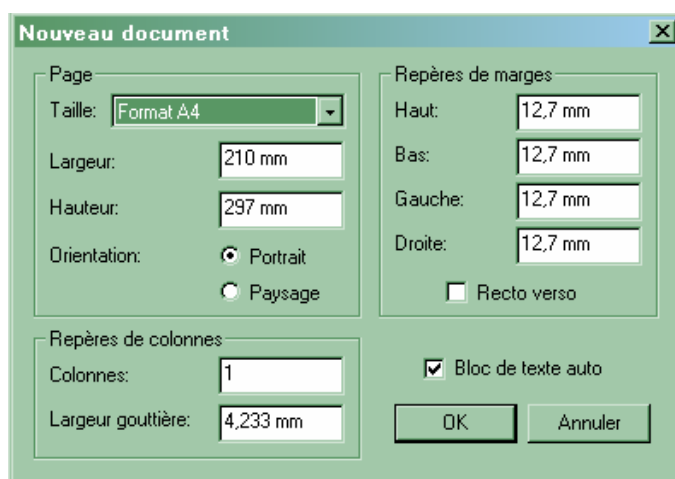 Nouveau document
Page
Taille: Format A4
Largeur: 210 mm
Hauteur: 297 mm
Orientation: Portrait
Paysage
Repères de colonnes
Colonnes: 1
Largeur gouttière: 4,233 mm
Repères de marges
Haut: 12,7 mm
Bas: 12,7 mm
Gauche: 12,7 mm
Droite: 12,7 mm
Recto verso
Bloc de texte auto
OK Annuler